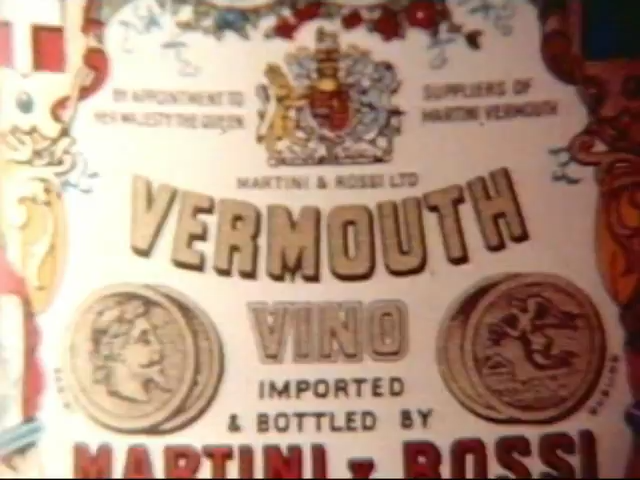 BY APPOINTMENT TO
HER MAJESTY THE QUEEN
SUPPLIERS OF
MARTINI VERMOUTH
MARTINI & ROSSI LTD
VERMOUTH
VINO
IMPORTED
& BOTTLED BY
MARTINI & ROSSI